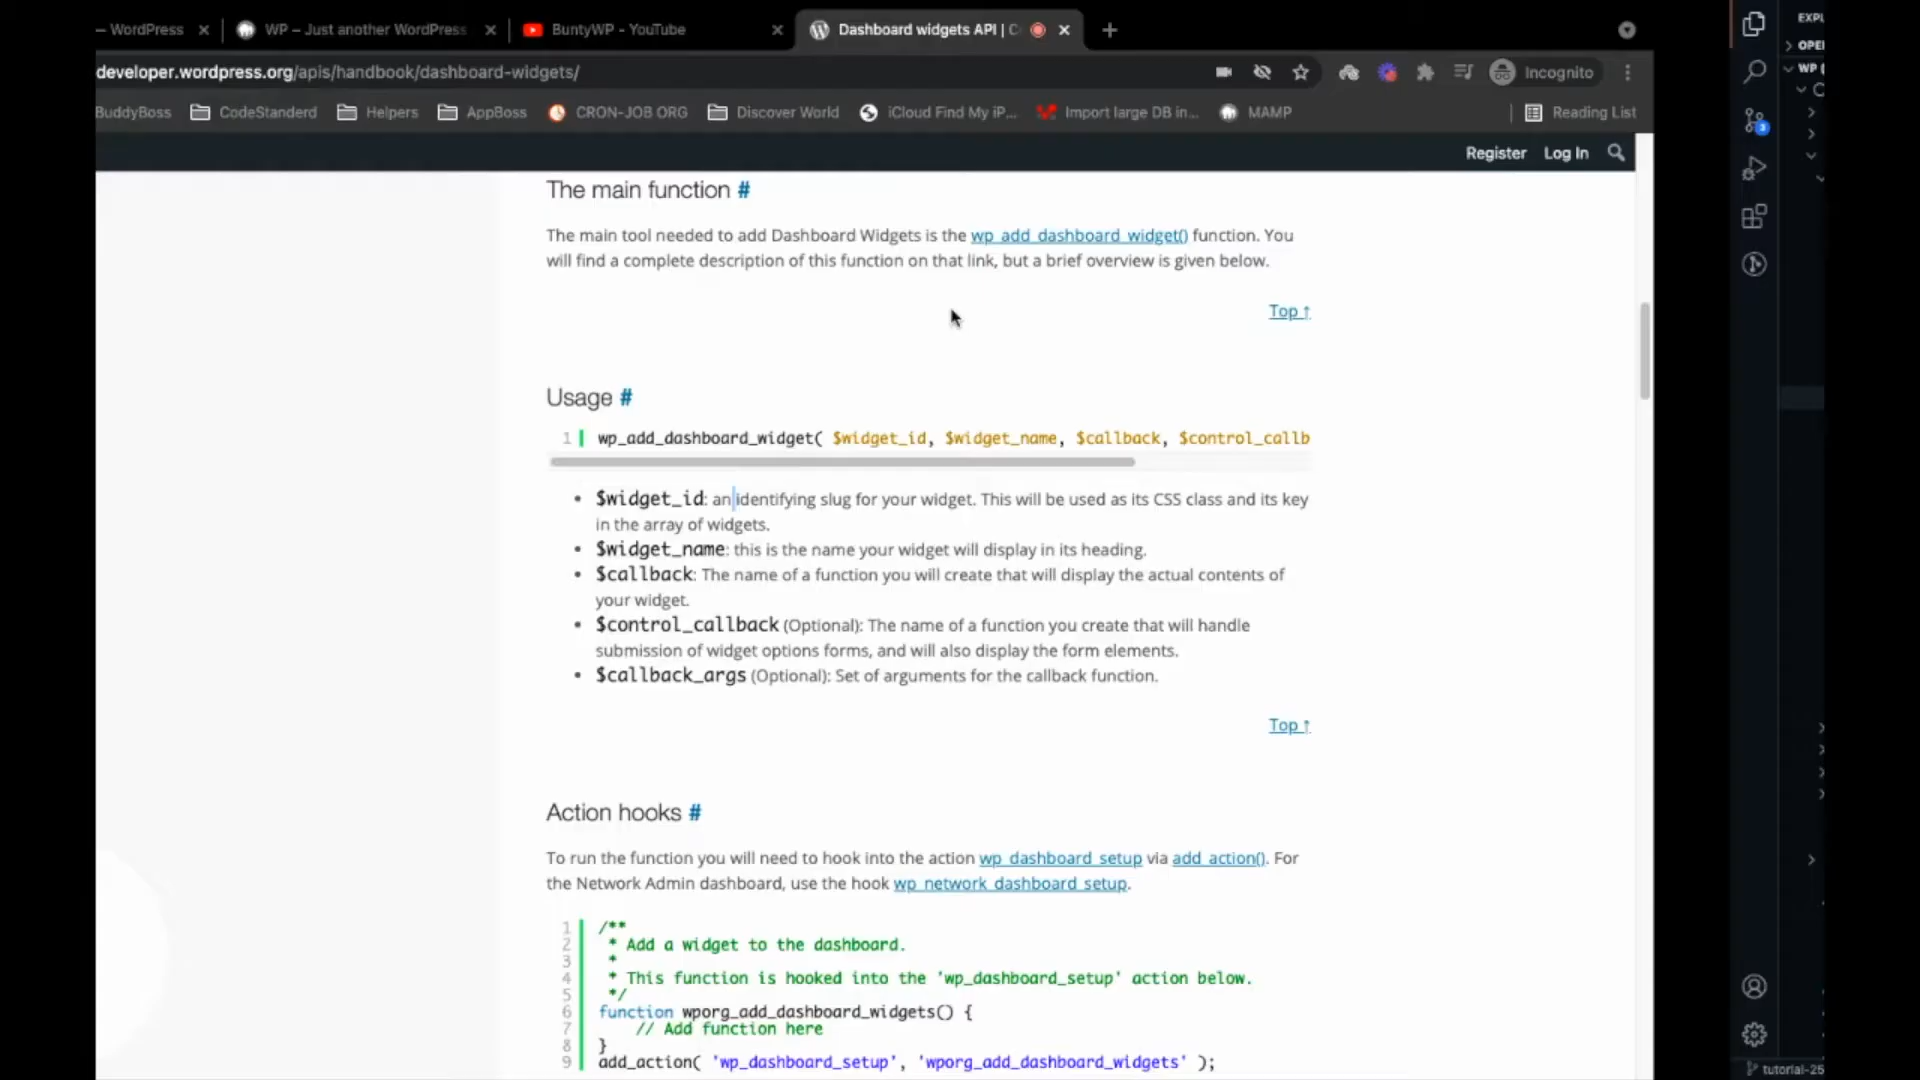 – WordPress
WP – Just another WordPress
BuntyWP - YouTube
Dashboard widgets API | C
EXPL
OPE
developer.wordpress.org/apis/handbook/dashboard-widgets/
Incognito
WP (
BuddyBoss
CodeStanderd
Helpers
AppBoss
CRON-JOB ORG
Discover World
iCloud Find My iP...
Import large DB in...
MAMP
Reading List
3
Register Log In
The main function #
The main tool needed to add Dashboard Widgets is the wp_add_dashboard_widget() function. You
will find a complete description of this function on that link, but a brief overview is given below.
Top ↑
Usage #
1 wp_add_dashboard_widget( $widget_id, $widget_name, $callback, $control_callb
• $widget_id: an identifying slug for your widget. This will be used as its CSS class and its key
in the array of widgets.
• $widget_name: this is the name your widget will display in its heading.
• $callback: The name of a function you will create that will display the actual contents of
your widget.
• $control_callback (Optional): The name of a function you create that will handle
submission of widget options forms, and will also display the form elements.
• $callback_args (Optional): Set of arguments for the callback function.
Top ↑
Action hooks #
To run the function you will need to hook into the action wp_dashboard_setup via add_action(). For
the Network Admin dashboard, use the hook wp_network_dashboard_setup.
1 /**
2 * Add a widget to the dashboard.
3 *
4 * This function is hooked into the 'wp_dashboard_setup' action below.
5 */
6 function wporg_add_dashboard_widgets() {
7 // Add function here
8 }
9 add_action( 'wp_dashboard_setup', 'wporg_add_dashboard_widgets' );
tutorial-25